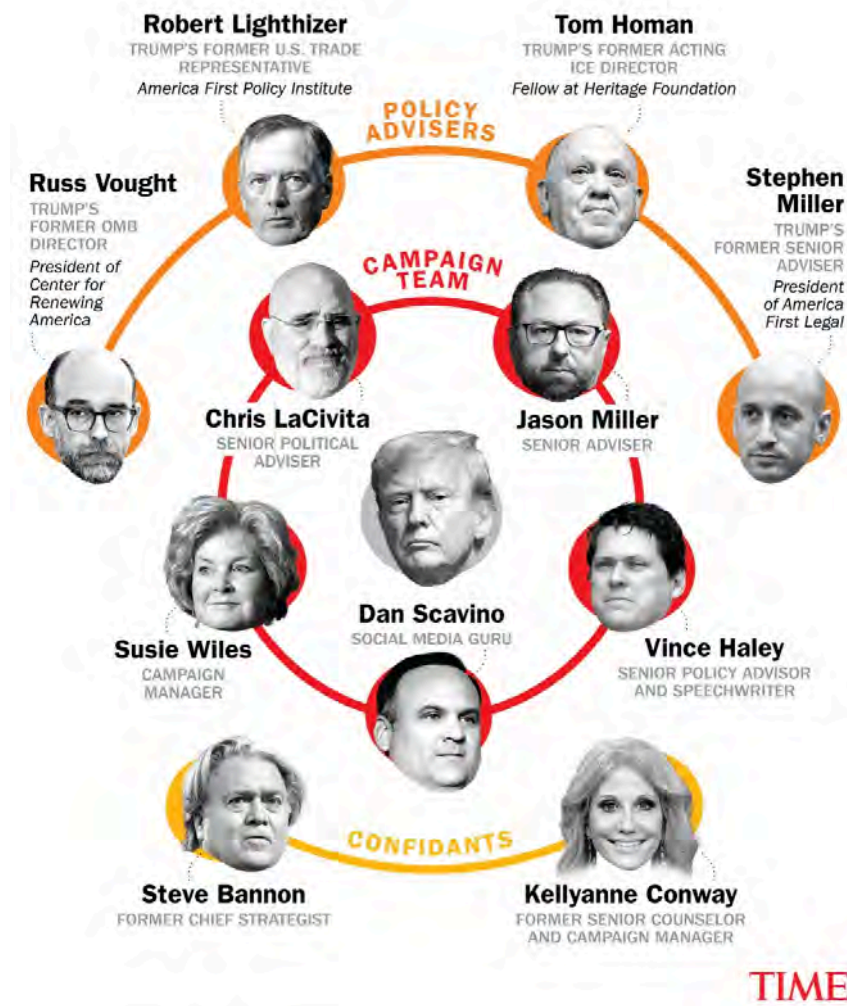 Robert Lighthizer
TRUMP'S FORMER U.S. TRADE
REPRESENTATIVE
America First Policy Institute
Tom Homan
TRUMP'S FORMER ACTING
ICE DIRECTOR
Fellow at Heritage Foundation
POLICY
ADVISERS
Russ Vought
TRUMP'S
FORMER OMB
DIRECTOR
President of
Center for
Renewing
America
Stephen
Miller
TRUMP'S
FORMER SENIOR
ADVISER
President
of America
First Legal
CAMPAIGN
TEAM
Chris LaCivita
SENIOR POLITICAL
ADVISER
Jason Miller
SENIOR ADVISER
Susie Wiles
CAMPAIGN
MANAGER
Dan Scavino
SOCIAL MEDIA GURU
Vince Haley
SENIOR POLICY ADVISOR
AND SPEECHWRITER
CONFIDANTS
Steve Bannon
FORMER CHIEF STRATEGIST
Kellyanne Conway
FORMER SENIOR COUNSELOR
AND CAMPAIGN MANAGER
TIME